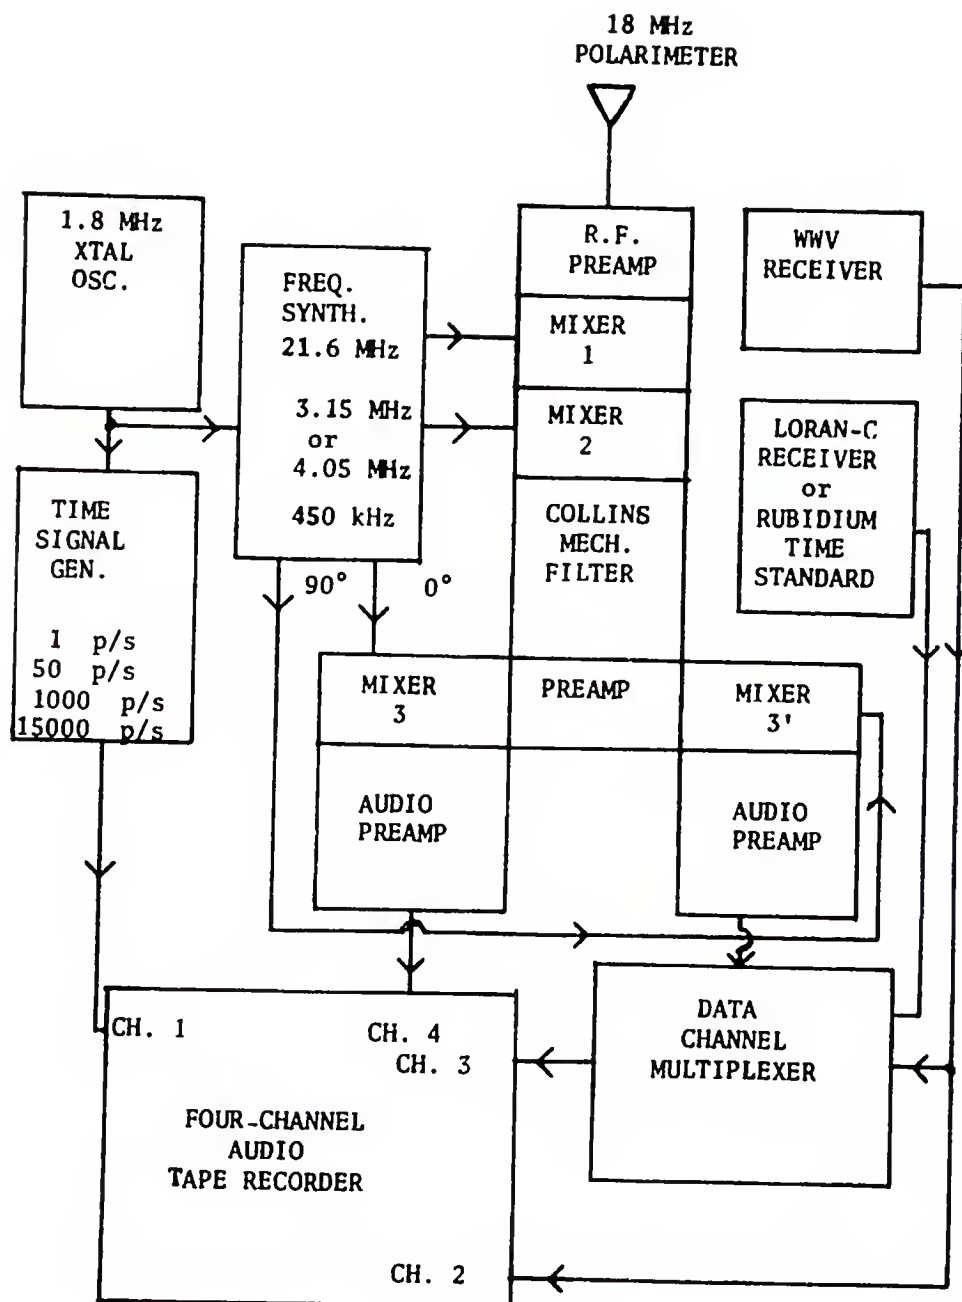 18 MHz
POLARIMETER
1.8 MHz
XTAL
OSC.
FREQ.
SYNTH.
21.6 MHz
3.15 MHz
or
4.05 MHz
450 kHz
R.F.
PREAMP
MIXER
1
MIXER
2
COLLINS
MECH.
FILTER
WWV
RECEIVER
LORAN-C
RECEIVER
or
RUBIDIUM
TIME
STANDARD
TIME
SIGNAL
GEN.
1 p/s
50 p/s
1000 p/s
15000 p/s
90°
0°
MIXER
3
PREAMP
MIXER
3'
AUDIO
PREAMP
AUDIO
PREAMP
CH. 1
CH. 4
CH. 3
FOUR-CHANNEL
AUDIO
TAPE RECORDER
CH. 2
DATA
CHANNEL
MULTIPLEXER